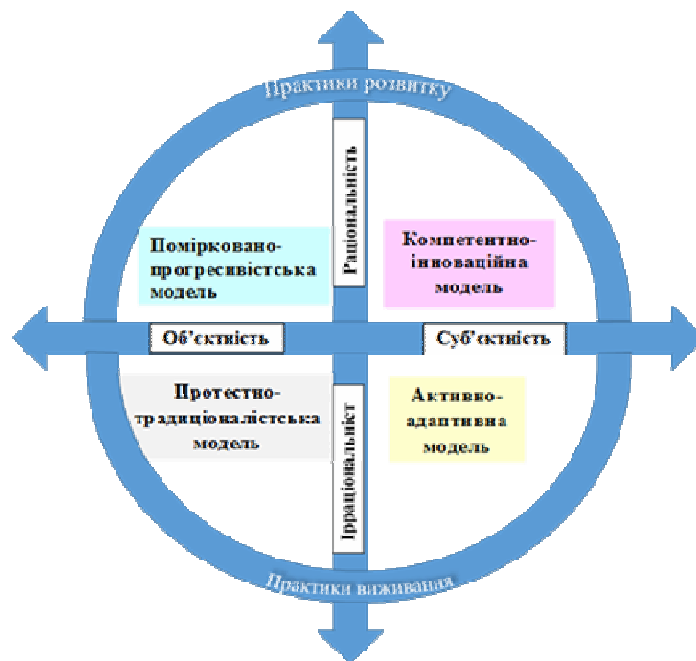 Практики розвитку
Раціональність
Помірковано-
прогресивістська
модель
Компетентно-
інноваційна
модель
Об’єктність
Суб’єктність
Протестно-
традиціоналістська
модель
Активно-
адаптивна
модель
Ірраціональніст
Практики виживання